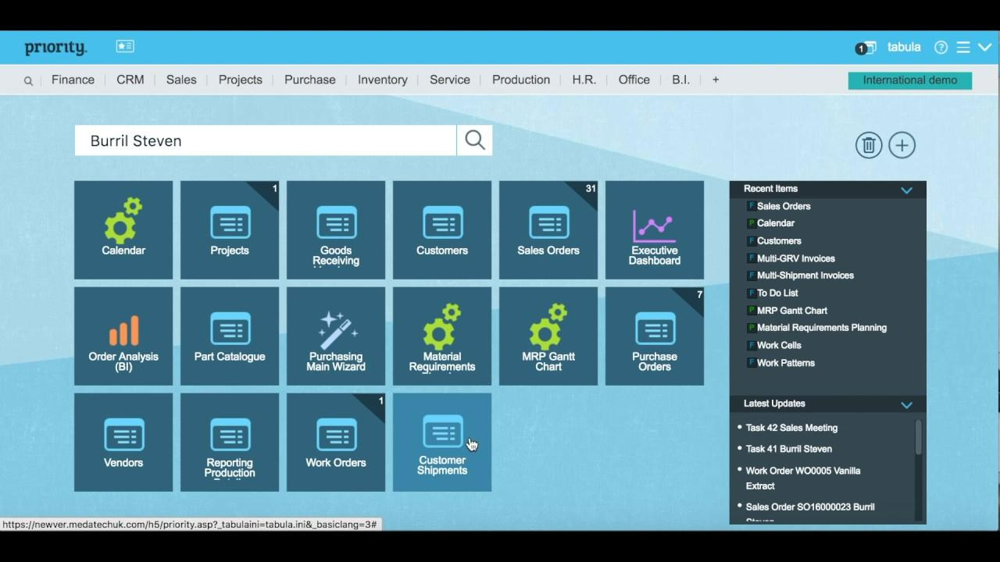 priority.
1
tabula
?
Finance
CRM
Sales
Projects
Purchase
Inventory
Service
Production
H.R.
Office
B.I.
+
International demo
Burril Steven
Calendar
1
Projects
Goods
Receiving
Customers
31
Sales Orders
Executive
Dashboard
Order Analysis
(BI)
Part Catalogue
Purchasing
Main Wizard
Material
Requirements
MRP Gantt
Chart
7
Purchase
Orders
Vendors
Reporting
Production
1
Work Orders
Customer
Shipments
Recent Items
F Sales Orders
P Calendar
F Customers
F Multi-GRV Invoices
F Multi-Shipment Invoices
F To Do List
P MRP Gantt Chart
P Material Requirements Planning
F Work Cells
F Work Patterns
Latest Updates
• Task 42 Sales Meeting
• Task 41 Burril Steven
• Work Order WO0005 Vanilla
Extract
• Sales Order SO16000023 Burril
https://newver.medatechuk.com/h5/priority.asp?_tabulaini=tabula.ini&_basiclang=3#